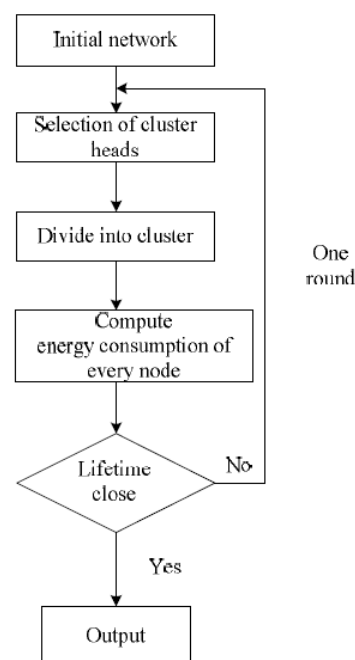 Initial network
Selection of cluster
heads
Divide into cluster
One
round
Compute
energy consumption of
every node
Lifetime
close
No
Yes
Output